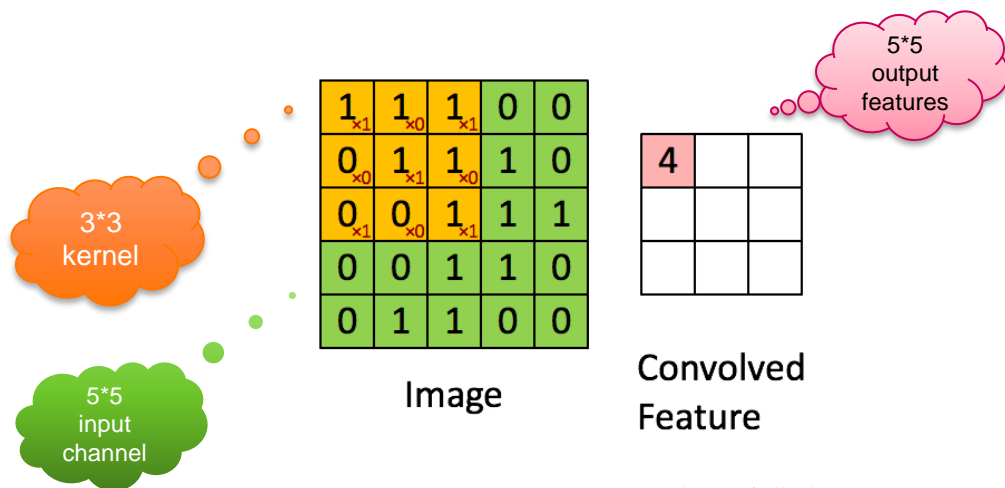 5*5
output
features
1×1 1×0 1×1 0 0
0×0 1×1 1×0 1 0
0×1 0×0 1×1 1 1
0 0 1 1 0
0 1 1 0 0
4
3*3
kernel
5*5
input
channel
Image
Convolved
Feature